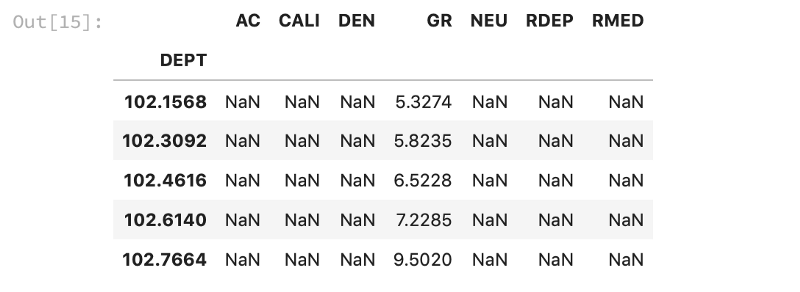 Out[15]:
AC CALI DEN GR NEU RDEP RMED
DEPT
102.1568 NaN NaN NaN 5.3274 NaN NaN NaN
102.3092 NaN NaN NaN 5.8235 NaN NaN NaN
102.4616 NaN NaN NaN 6.5228 NaN NaN NaN
102.6140 NaN NaN NaN 7.2285 NaN NaN NaN
102.7664 NaN NaN NaN 9.5020 NaN NaN NaN